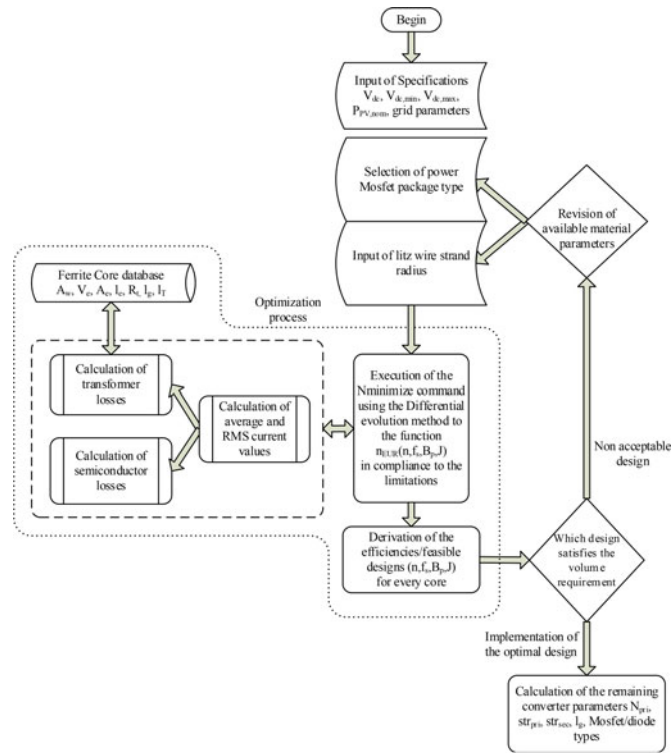 Begin
Input of Specifications
V_dc, V_dc,min, V_dc,max,
P_PV,nom, grid parameters
Selection of power
Mosfet package type
Input of litz wire strand
radius
Revision of
available material
parameters
Ferrite Core database
A_w, V_e, A_e, l_e, R_t, l_g, l_T
Optimization
process
Calculation of
transformer
losses
Calculation of
average and
RMS current
values
Calculation of
semiconductor
losses
Execution of the
Nminimize command
using the Differential
evolution method to the
function
n_EUR(n,f_s,B_p,J)
in compliance to the
limitations
Non acceptable
design
Derivation of the
efficiencies/feasible
designs (n,f_s,B_p,J)
for every core
Which design
satisfies the
volume
requirement
Implementation of
the optimal design
Calculation of the remaining
converter parameters N_pri,
str_pri, str_sec, l_g, Mosfet/diode
types